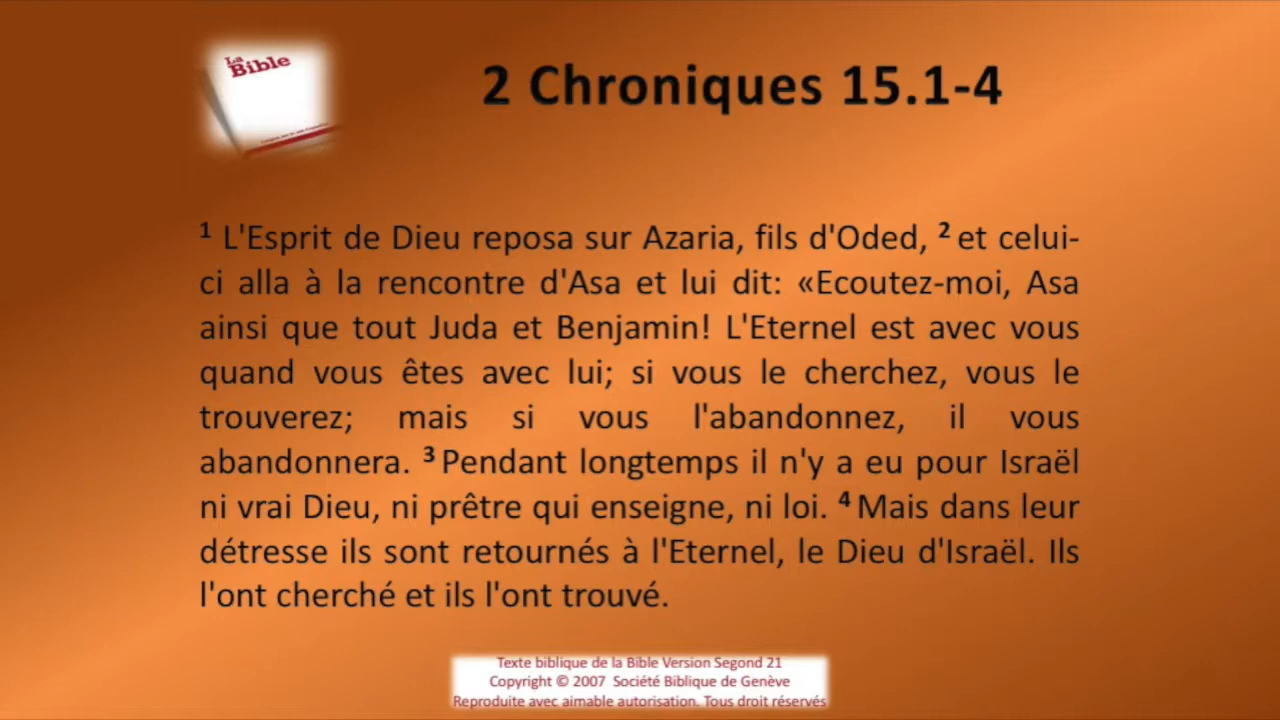 La
Bible
2 Chroniques 15.1-4
1 L'Esprit de Dieu reposa sur Azaria, fils d'Oded, 2 et celui-
ci alla à la rencontre d'Asa et lui dit: «Ecoutez-moi, Asa
ainsi que tout Juda et Benjamin! L'Eternel est avec vous
quand vous êtes avec lui; si vous le cherchez, vous le
trouverez; mais si vous l'abandonnez, il vous
abandonnera. 3 Pendant longtemps il n'y a eu pour Israël
ni vrai Dieu, ni prêtre qui enseigne, ni loi. 4 Mais dans leur
détresse ils sont retournés à l'Eternel, le Dieu d'Israël. Ils
l'ont cherché et ils l'ont trouvé.
Texte biblique de la Bible Version Segond 21
Copyright © 2007 Société Biblique de Genève
Reproduite avec aimable autorisation. Tous droit réservés